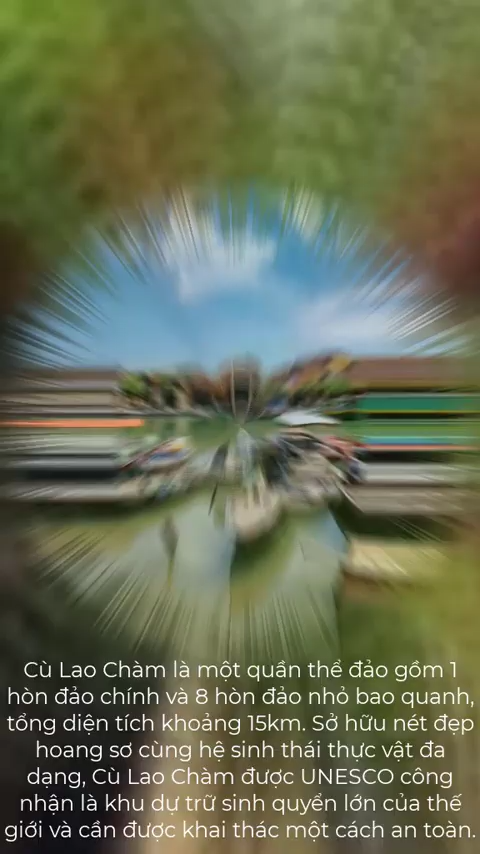 Cù Lao Chàm là một quần thể đảo gồm 1
hòn đảo chính và 8 hòn đảo nhỏ bao quanh,
tổng diện tích khoảng 15km. Sở hữu nét đẹp
hoang sơ cùng hệ sinh thái thực vật đa
dạng, Cù Lao Chàm được UNESCO công
nhận là khu dự trữ sinh quyển lớn của thế
giới và cần được khai thác một cách an toàn.